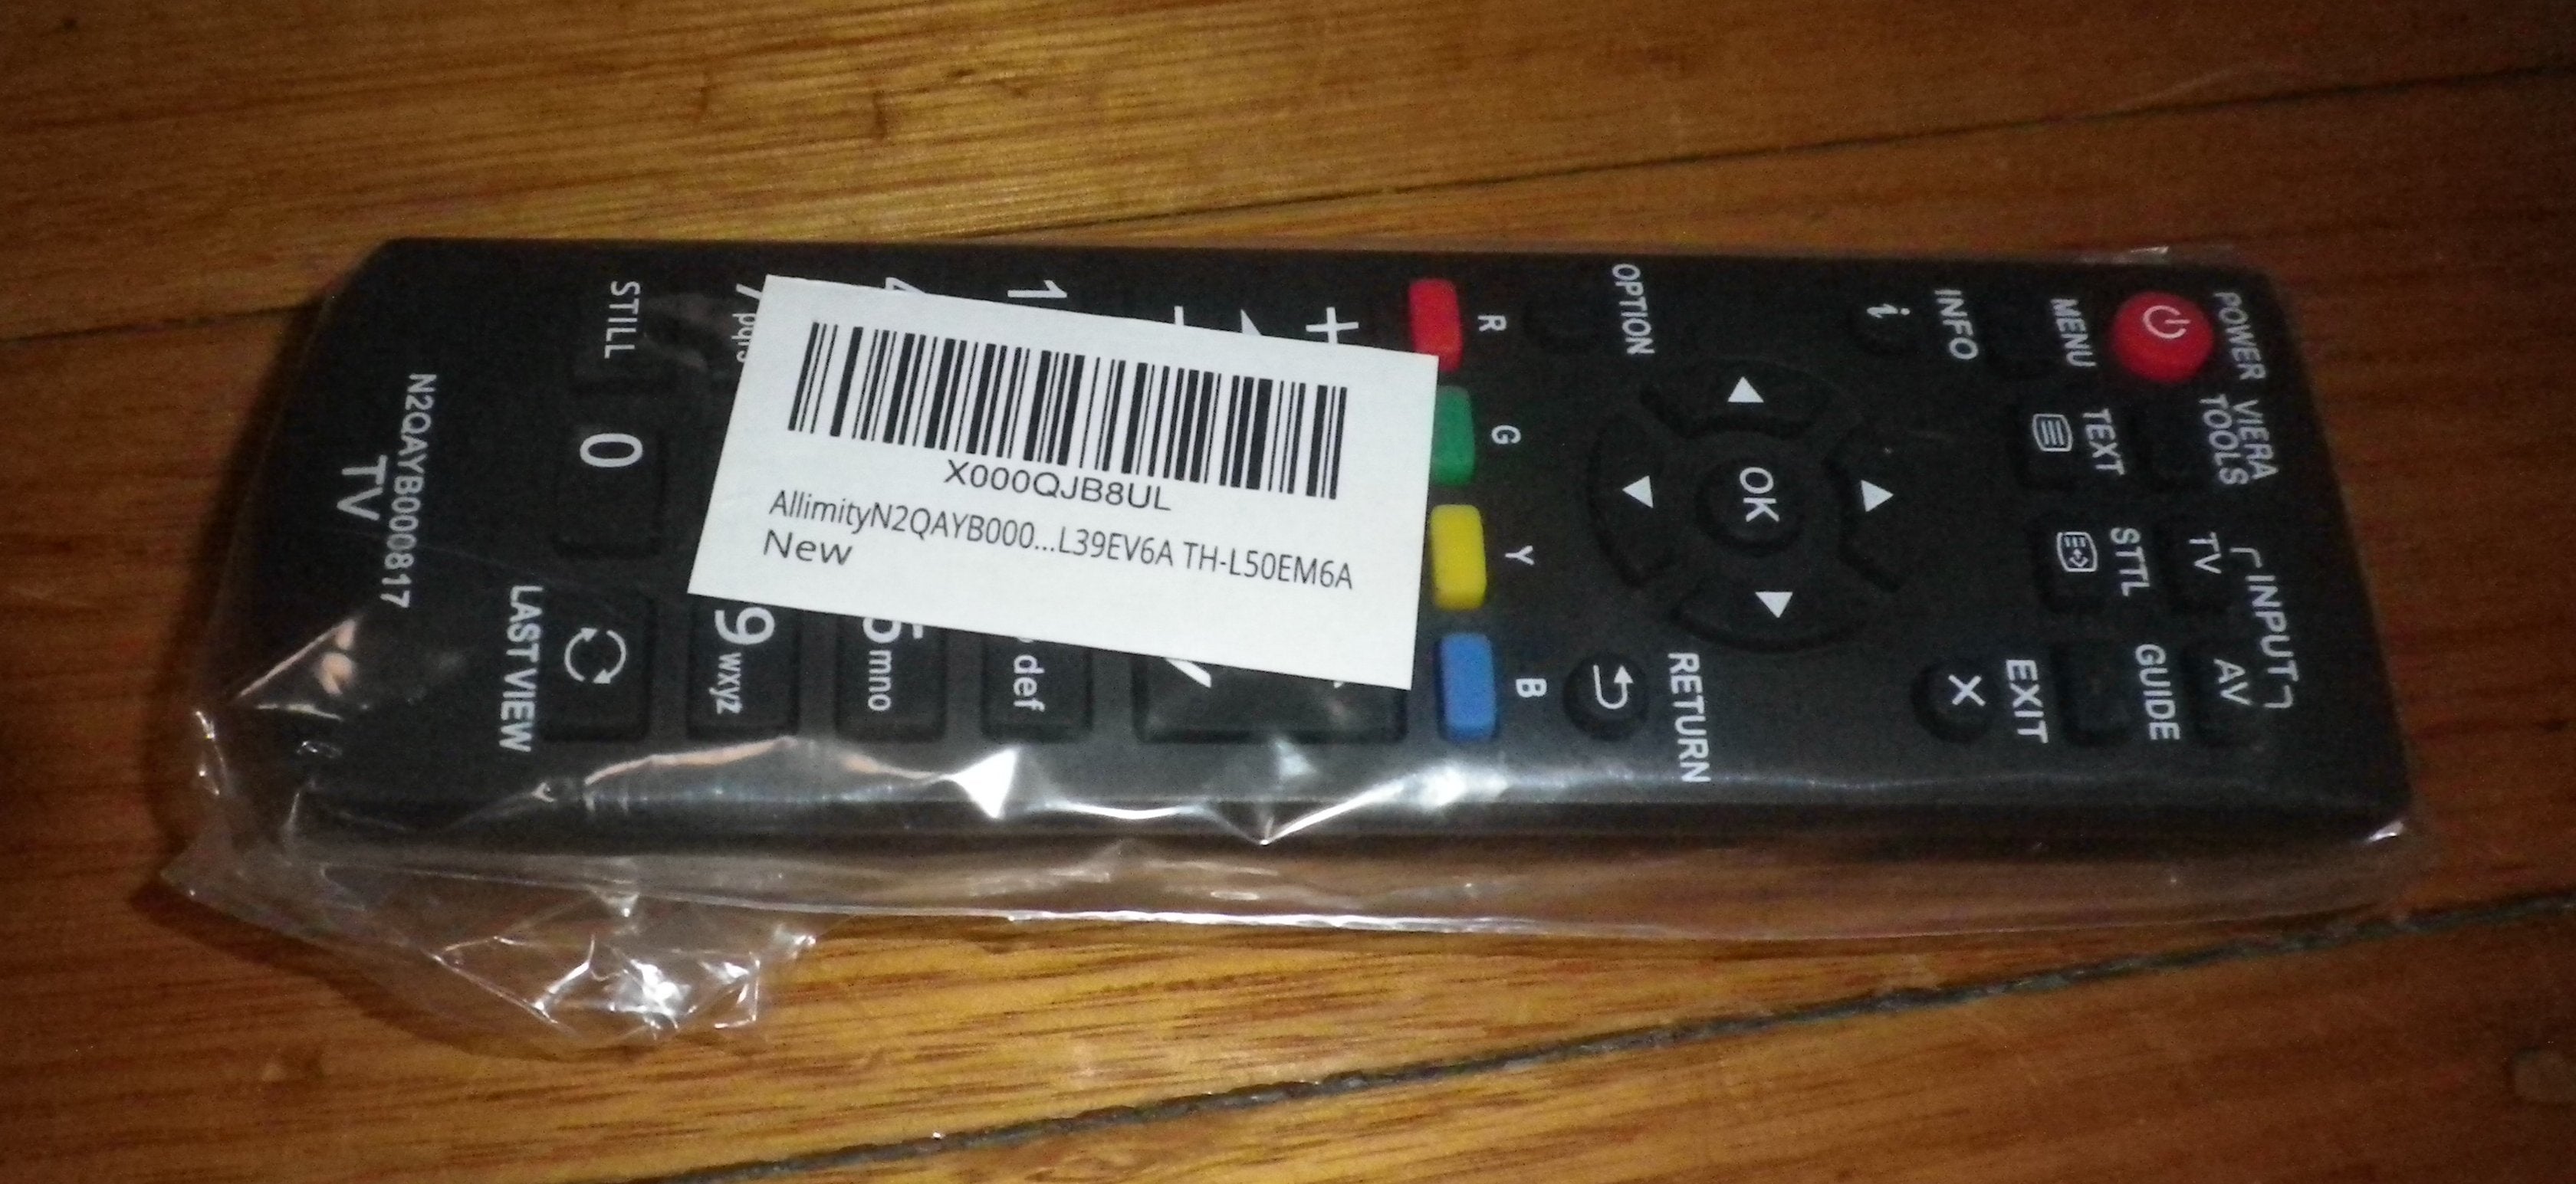 POWER
VIERA
TOOLS
INPUT
TV
AV
MENU
TEXT
STTL
GUIDE
INFO
i
EXIT
OK
OPTION
RETURN
R
G
Y
B
+
X000QJB8UL
AllimityN2QAYB000...L39EV6A TH-L50EM6A
New
1
def
mno
9 wxyz
STILL
0
LAST VIEW
N2QAYB000817
TV